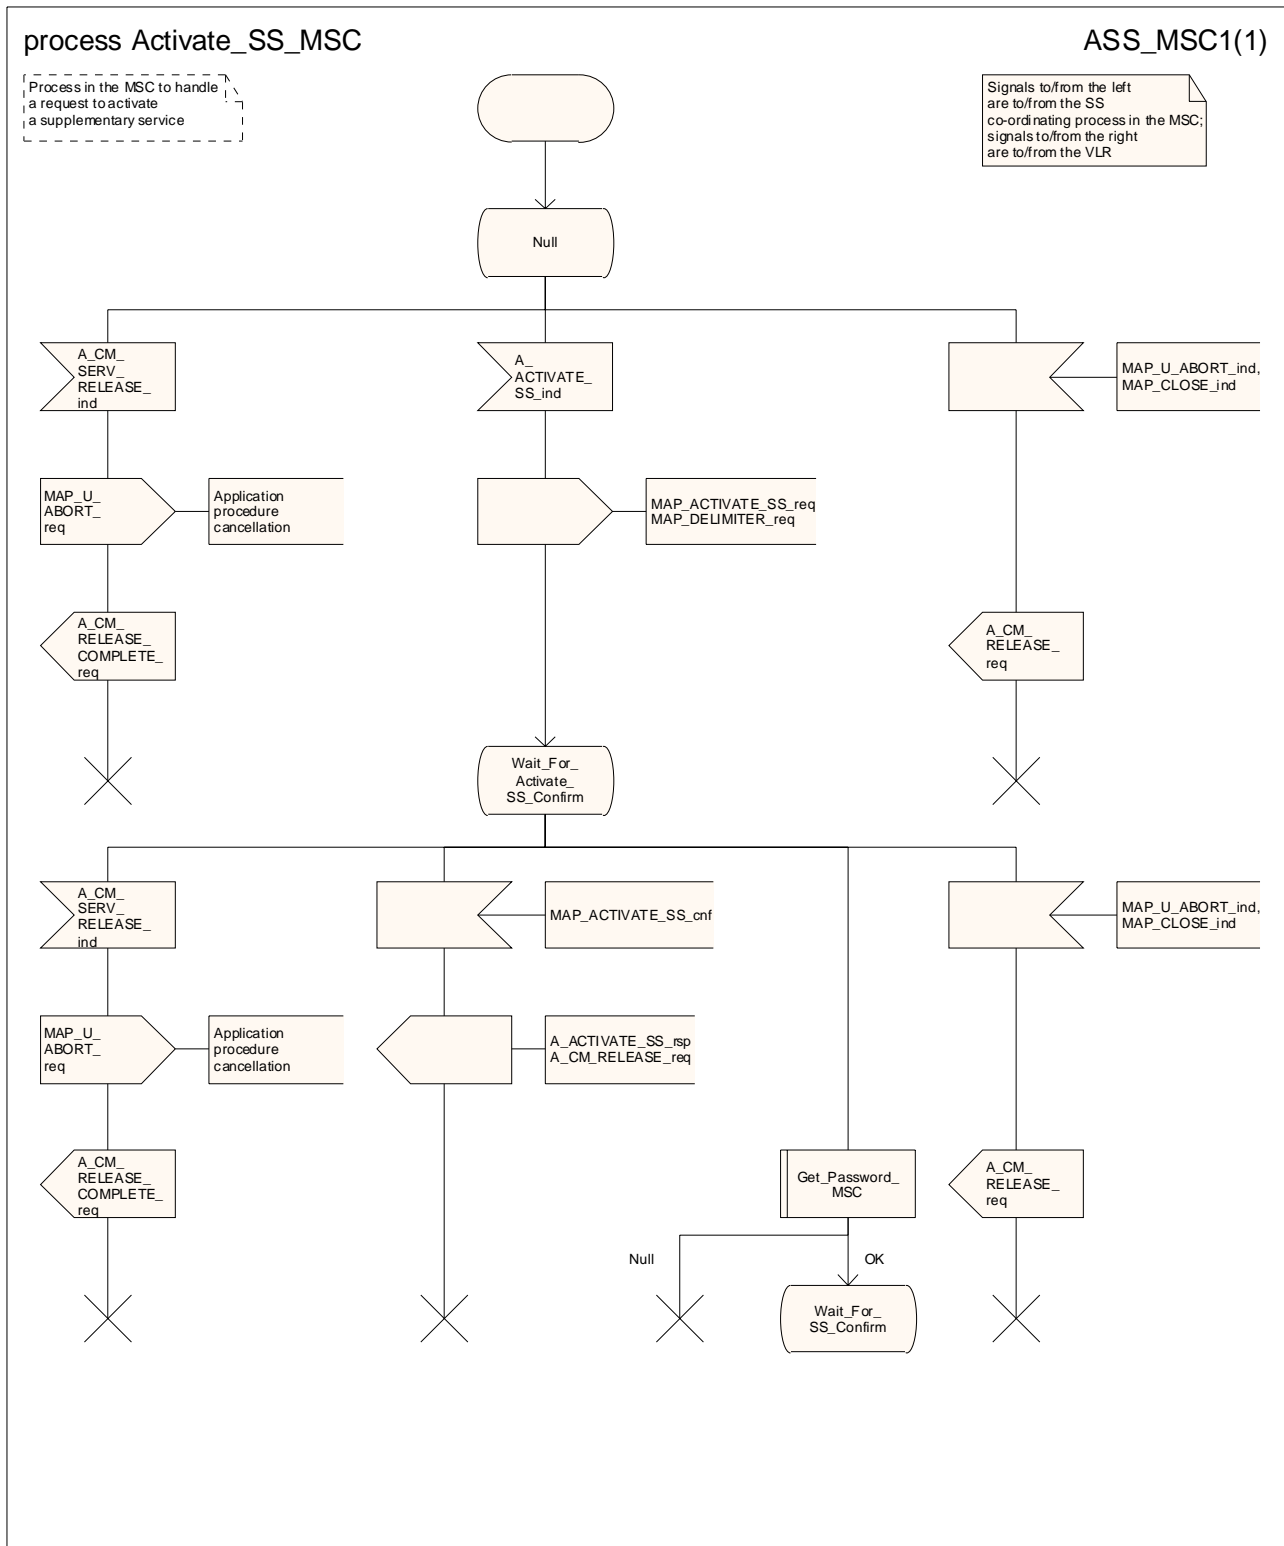 process Activate_SS_MSC
ASS_MSC1(1)
Process in the MSC to handle
a request to activate
a supplementary service
Signals to/from the left
are to/from the SS
co-ordinating process in the MSC;
signals to/from the right
are to/from the VLR
Null
A_CM_
SERV_
RELEASE_
ind
A_
ACTIVATE_
SS_ind
MAP_U_ABORT_ind,
MAP_CLOSE_ind
MAP_U_
ABORT_
req
Application
procedure
cancellation
MAP_ACTIVATE_SS_req
MAP_DELIMITER_req
A_CM_
RELEASE_
COMPLETE_
req
A_CM_
RELEASE_
req
Wait_For_
Activate_
SS_Confirm
A_CM_
SERV_
RELEASE_
ind
MAP_ACTIVATE_SS_cnf
MAP_U_ABORT_ind,
MAP_CLOSE_ind
MAP_U_
ABORT_
req
Application
procedure
cancellation
A_ACTIVATE_SS_rsp
A_CM_RELEASE_req
A_CM_
RELEASE_
COMPLETE_
req
Get_Password_
MSC
A_CM_
RELEASE_
req
Null
OK
Wait_For_
SS_Confirm